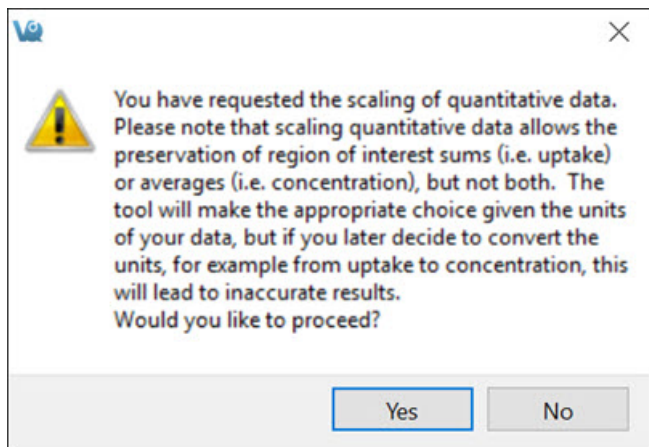 VQ
You have requested the scaling of quantitative data.
Please note that scaling quantitative data allows the
preservation of region of interest sums (i.e. uptake)
or averages (i.e. concentration), but not both.  The
tool will make the appropriate choice given the units
of your data, but if you later decide to convert the
units, for example from uptake to concentration, this
will lead to inaccurate results.
Would you like to proceed?
Yes No